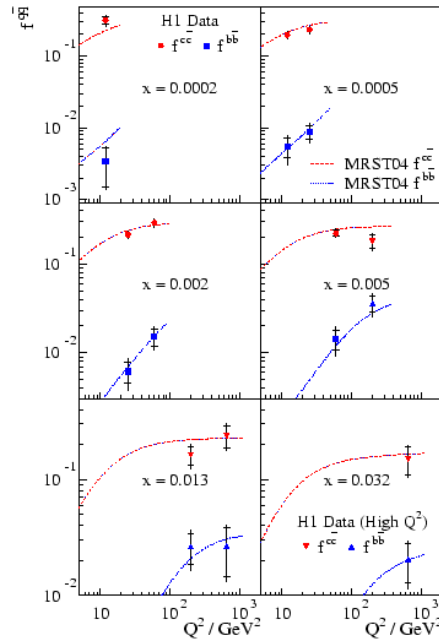 f^{q\bar{q}}
H1 Data
f^{c\bar{c}} f^{b\bar{b}}
10^{-1}
10^{-2}
10^{-3}
x = 0.0002
x = 0.0005
MRST04 f^{c\bar{c}}
MRST04 f^{b\bar{b}}
10^{-1}
10^{-2}
x = 0.002
x = 0.005
10^{-1}
10^{-2}
x = 0.013
x = 0.032
H1 Data (High Q^2)
f^{c\bar{c}} f^{b\bar{b}}
10 10^2 10^3 10 10^2 10^3
Q^2 / GeV^2 Q^2 / GeV^2